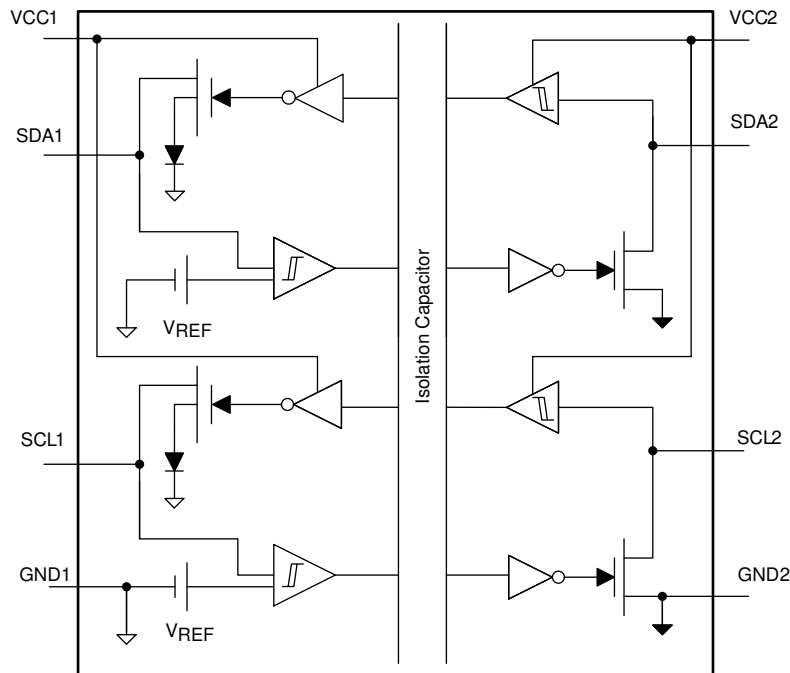 VCC1
VCC2
SDA1
SDA2
VREF
Isolation Capacitor
SCL1
SCL2
GND1
GND2
VREF